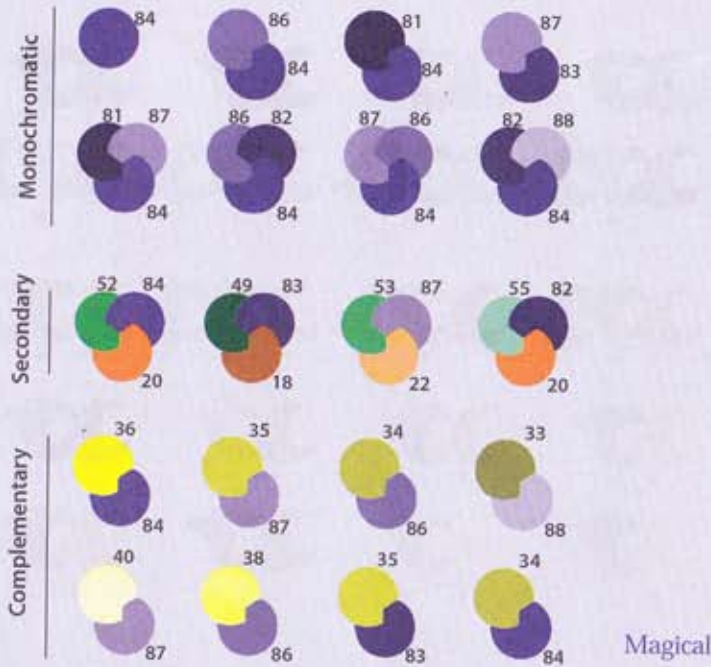 Monochromatic
84 86 81 87
84 84 83
81 87 86 82 87 86 82 88
84 84 84 84
Secondary
52 84 49 83 53 87 55 82
20 18 22 20
Complementary
36 35 34 33
84 87 86 88
40 38 35 34
87 86 83 84
Magical